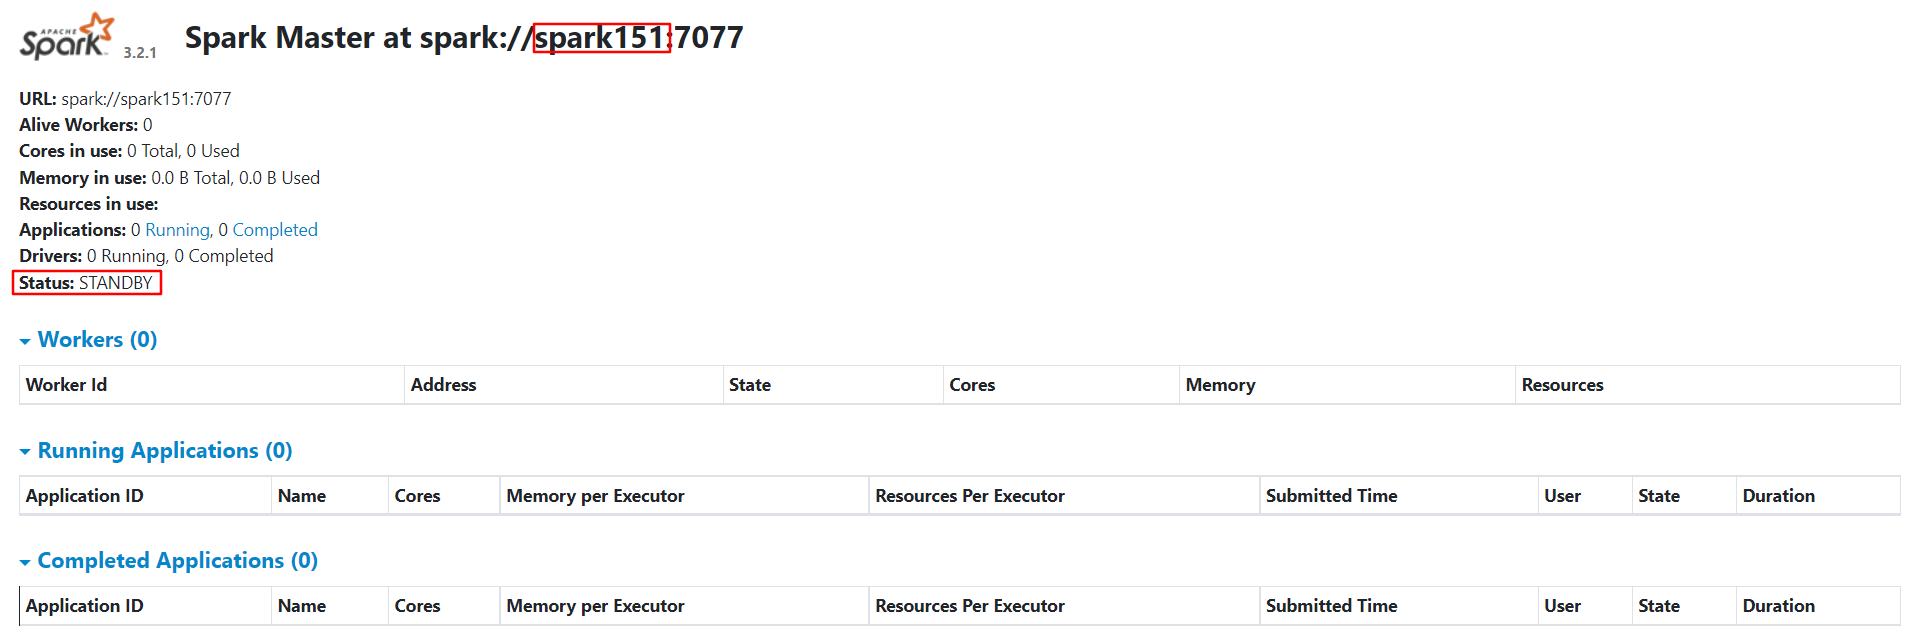 APACHE
Spark 3.2.1 Spark Master at spark://spark151:7077
URL: spark://spark151:7077
Alive Workers: 0
Cores in use: 0 Total, 0 Used
Memory in use: 0.0 B Total, 0.0 B Used
Resources in use:
Applications: 0 Running, 0 Completed
Drivers: 0 Running, 0 Completed
Status: STANDBY
Workers (0)
Worker Id Address State Cores Memory Resources
Running Applications (0)
Application ID Name Cores Memory per Executor Resources Per Executor Submitted Time User State Duration
Completed Applications (0)
Application ID Name Cores Memory per Executor Resources Per Executor Submitted Time User State Duration